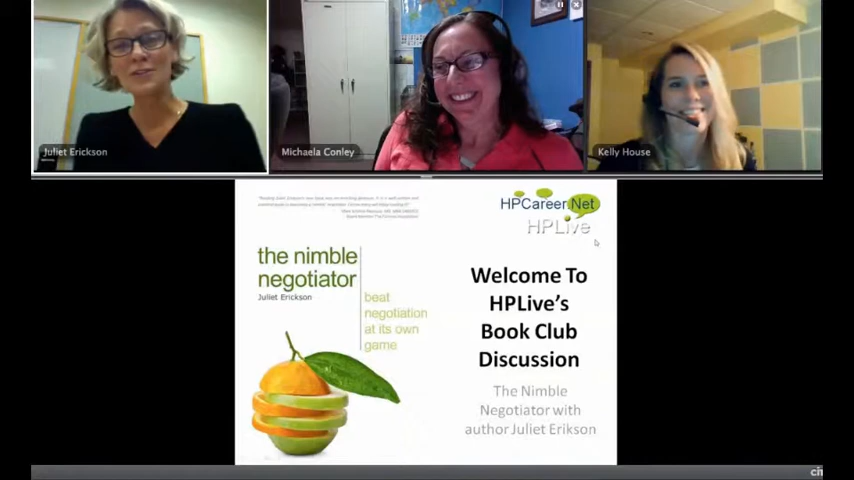 Juliet Erickson
Michaela Conley
Kelly House
HPCareer.Net
HPLive
the nimble
negotiator
Juliet Erickson
beat
negotiation
at its own
game
Welcome To
HPLive's
Book Club
Discussion
The Nimble
Negotiator with
author Juliet Erikson